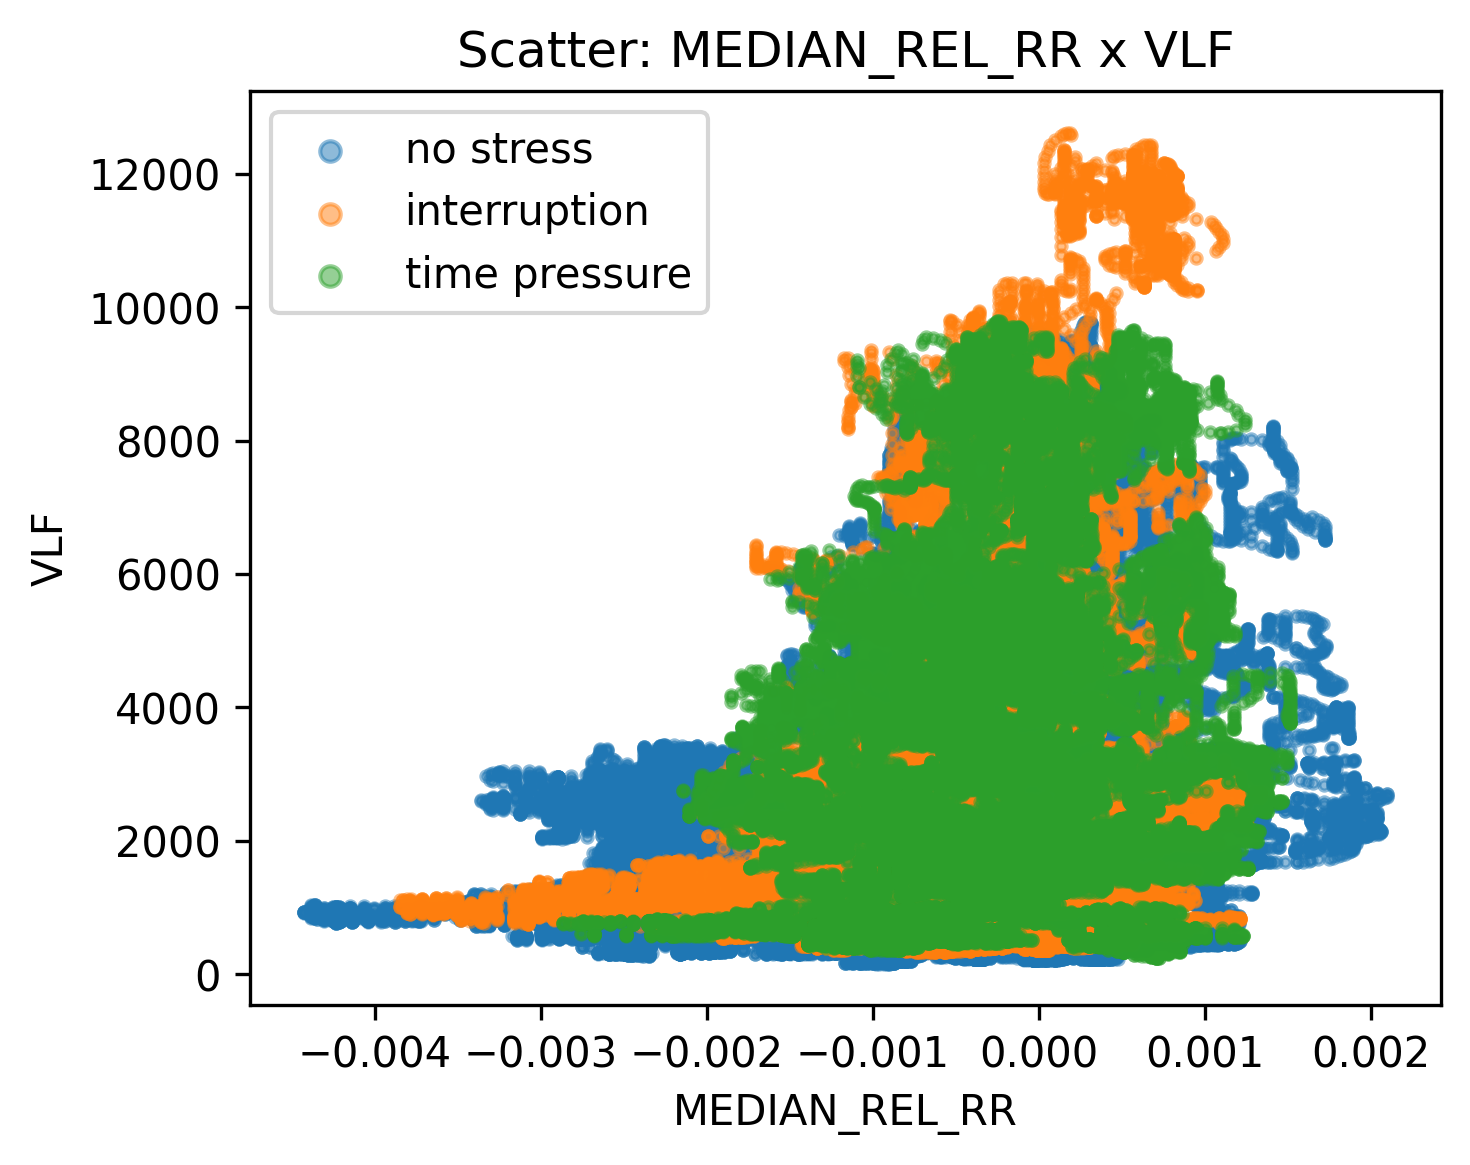 Scatter: MEDIAN_REL_RR x VLF
no stress
interruption
time pressure
12000
10000
8000
6000
4000
2000
0
VLF
−0.004 −0.003 −0.002 −0.001 0.000 0.001 0.002
MEDIAN_REL_RR